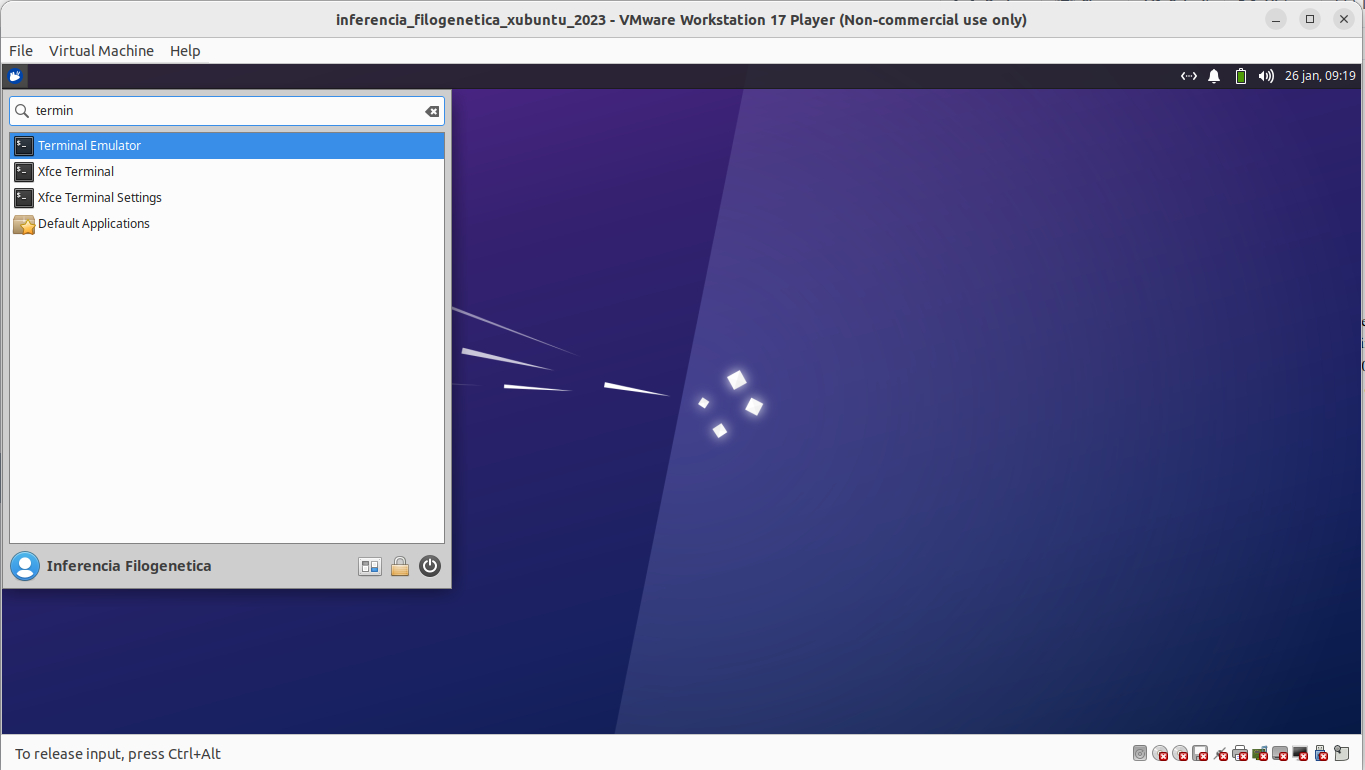 inferencia_filogenetica_xubuntu_2023 - VMware Workstation 17 Player (Non-commercial use only)
File Virtual Machine Help
26 jan, 09:19
termin
Terminal Emulator
Xfce Terminal
Xfce Terminal Settings
Default Applications
Inferencia Filogenetica
To release input, press Ctrl+Alt